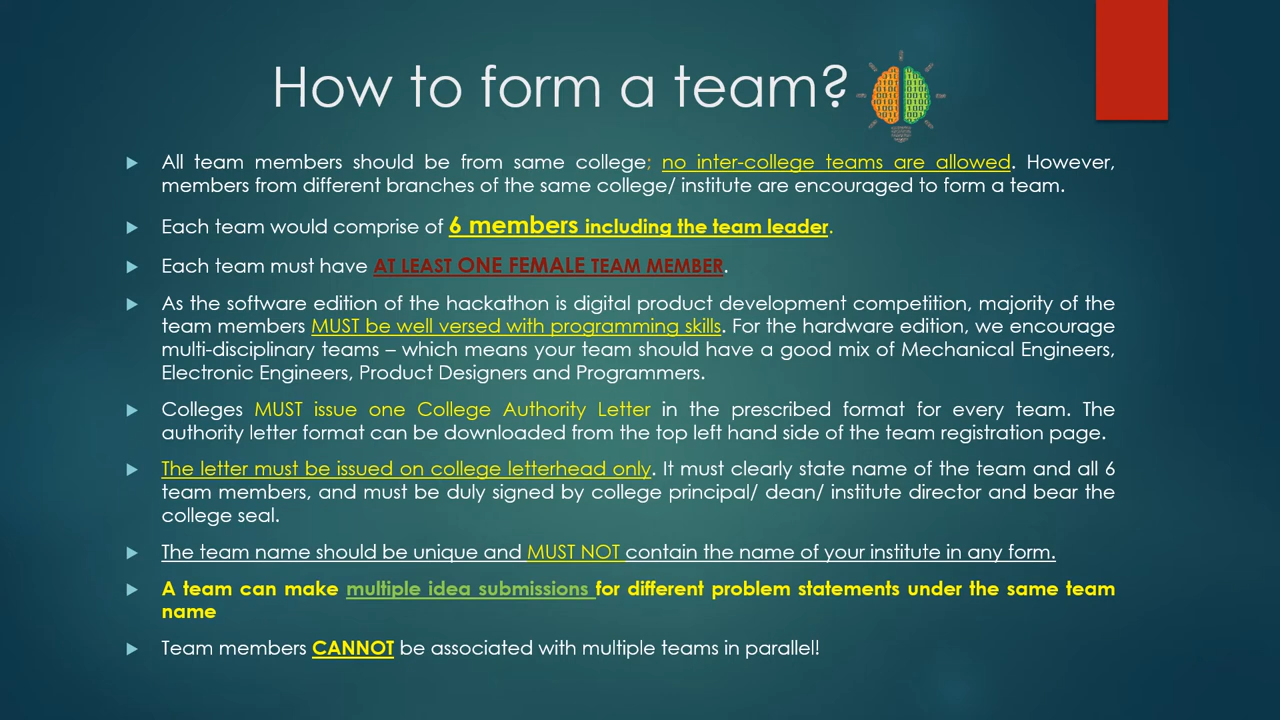 How to form a team?
All team members should be from same college; no inter-college teams are allowed. However,
members from different branches of the same college/ institute are encouraged to form a team.
Each team would comprise of 6 members including the team leader.
Each team must have AT LEAST ONE FEMALE TEAM MEMBER.
As the software edition of the hackathon is digital product development competition, majority of the
team members MUST be well versed with programming skills. For the hardware edition, we encourage
multi-disciplinary teams – which means your team should have a good mix of Mechanical Engineers,
Electronic Engineers, Product Designers and Programmers.
Colleges MUST issue one College Authority Letter in the prescribed format for every team. The
authority letter format can be downloaded from the top left hand side of the team registration page.
The letter must be issued on college letterhead only. It must clearly state name of the team and all 6
team members, and must be duly signed by college principal/ dean/ institute director and bear the
college seal.
The team name should be unique and MUST NOT contain the name of your institute in any form.
A team can make multiple idea submissions for different problem statements under the same team
name
Team members CANNOT be associated with multiple teams in parallel!